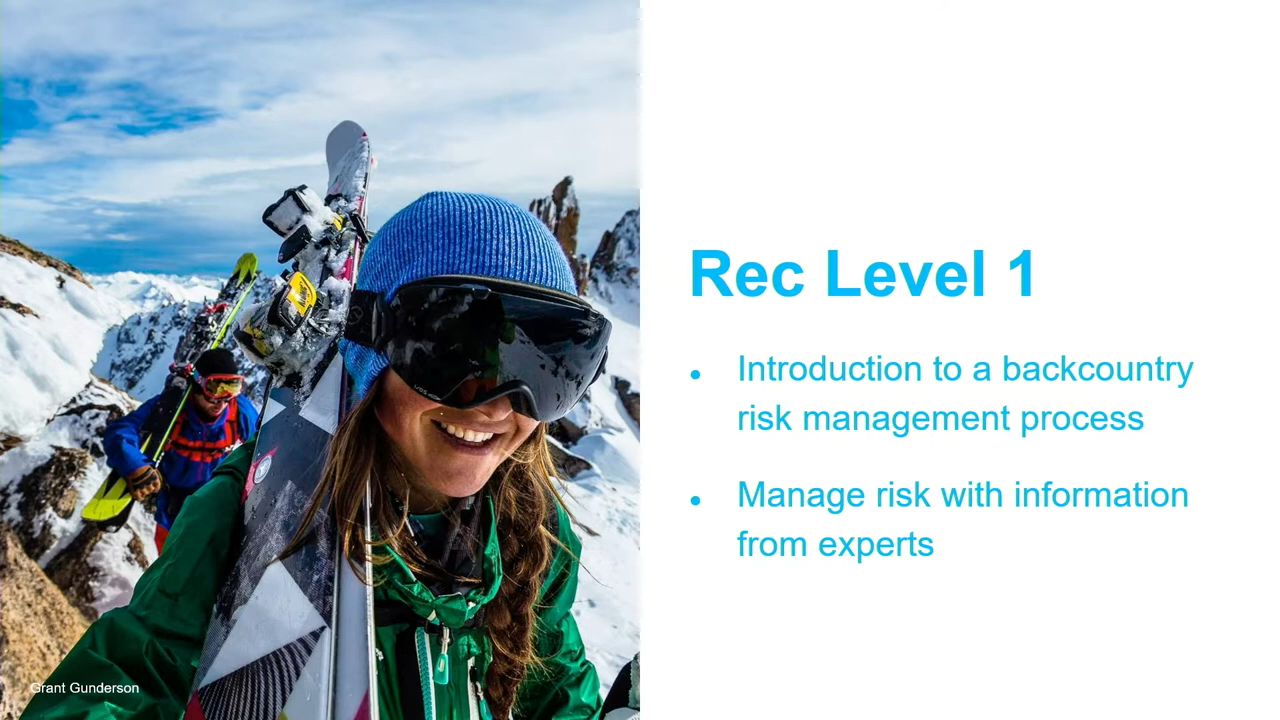 Rec Level 1
• Introduction to a backcountry
risk management process
• Manage risk with information
from experts
Grant Gunderson